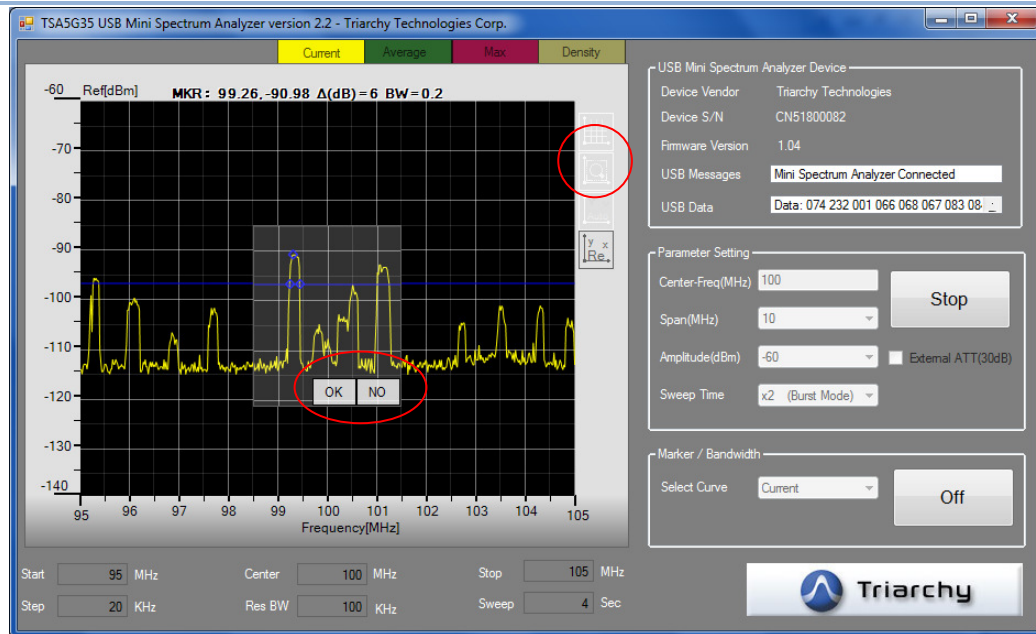 TSA5G35 USB Mini Spectrum Analyzer version 2.2 - Triarchy Technologies Corp.
Current Average Max Density
-60 Ref[dBm] MKR: 99.26,-90.98 Δ(dB)=6 BW=0.2
-70
-80
-90
-100
-110
-120
-130
-140
y x
Re.
OK NO
95 96 97 98 99 100 101 102 103 104 105
Frequency[MHz]
USB Mini Spectrum Analyzer Device
Device Vendor Triarchy Technologies
Device S/N CN51800082
Firmware Version 1.04
USB Messages Mini Spectrum Analyzer Connected
USB Data Data: 074 232 001 066 068 067 083 08
Parameter Setting
Center-Freq(MHz) 100
Stop
Span(MHz) 10
Amplitude(dBm) -60 External ATT(30dB)
Sweep Time x2 (Burst Mode)
Marker / Bandwidth
Select Curve Current Off
Start 95 MHz Center 100 MHz Stop 105 MHz
Step 20 KHz Res BW 100 KHz Sweep 4 Sec
Triarchy